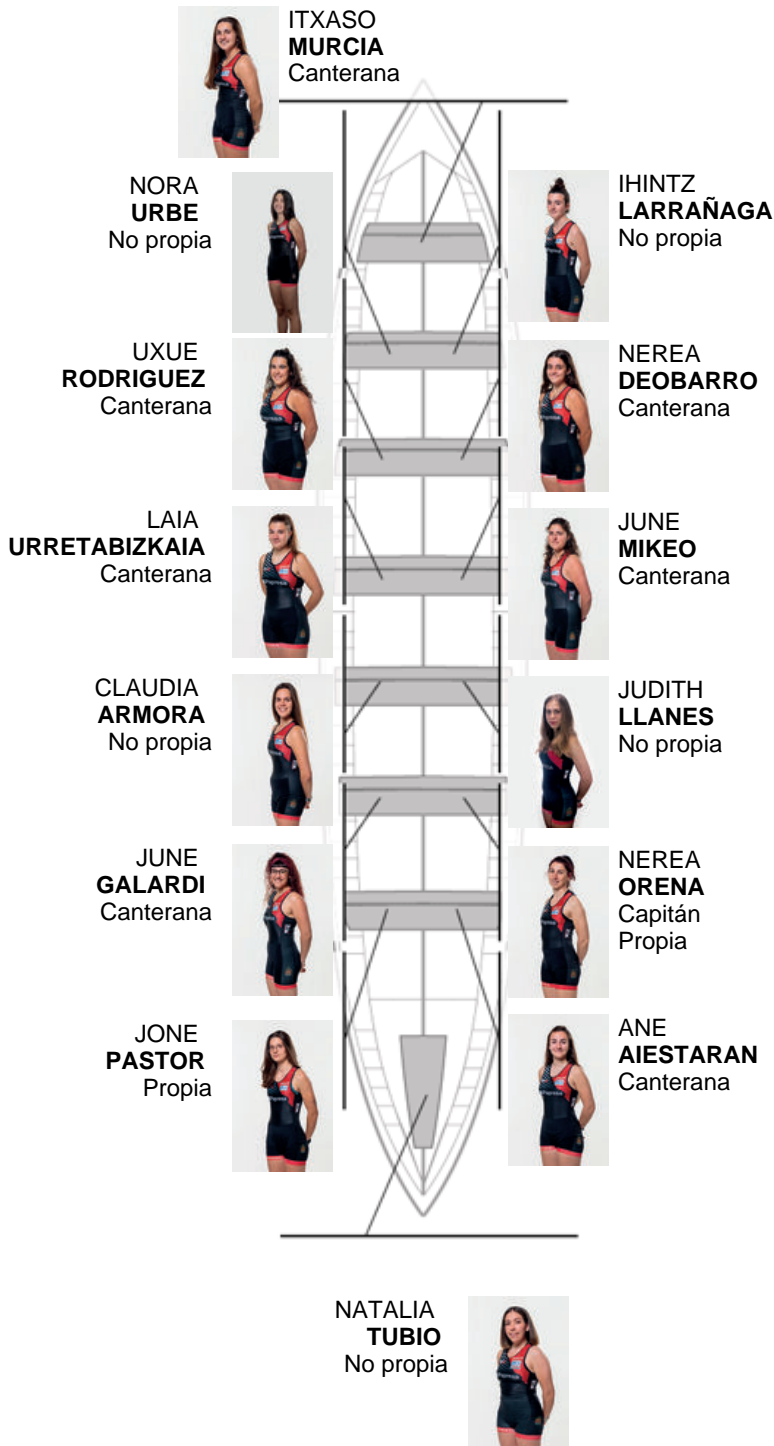 ITXASO
MURCIA
Canterana
NORA
URBE
No propia
IHINTZ
LARRAÑAGA
No propia
UXUE
RODRIGUEZ
Canterana
NEREA
DEOBARRO
Canterana
LAIA
URRETABIZKAIA
Canterana
JUNE
MIKEO
Canterana
CLAUDIA
ARMORA
No propia
JUDITH
LLANES
No propia
JUNE
GALARDI
Canterana
NEREA
ORENA
Capitán
Propia
JONE
PASTOR
Propia
ANE
AIESTARAN
Canterana
NATALIA
TUBIO
No propia